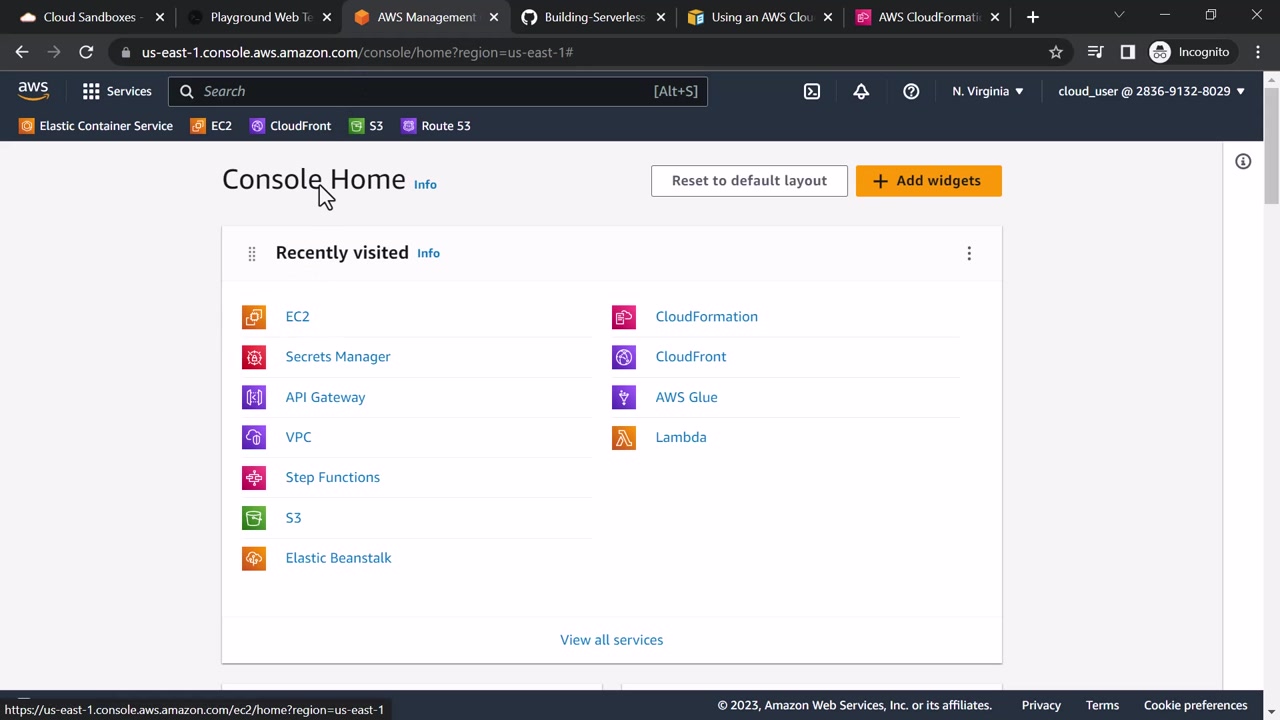 Cloud Sandboxes -
Playground Web Te
AWS Management
Building-Serverless
Using an AWS Clou
AWS CloudFormati
us-east-1.console.aws.amazon.com/console/home?region=us-east-1#
Incognito
aws
Services
Search
[Alt+S]
N. Virginia
cloud_user @ 2836-9132-8029
Elastic Container Service
EC2
CloudFront
S3
Route 53
Console Home
Info
Reset to default layout
Add widgets
Recently visited
Info
EC2
Secrets Manager
API Gateway
VPC
Step Functions
S3
Elastic Beanstalk
CloudFormation
CloudFront
AWS Glue
Lambda
View all services
https://us-east-1.console.aws.amazon.com/ec2/home?region=us-east-1
© 2023, Amazon Web Services, Inc. or its affiliates.
Privacy
Terms
Cookie preferences